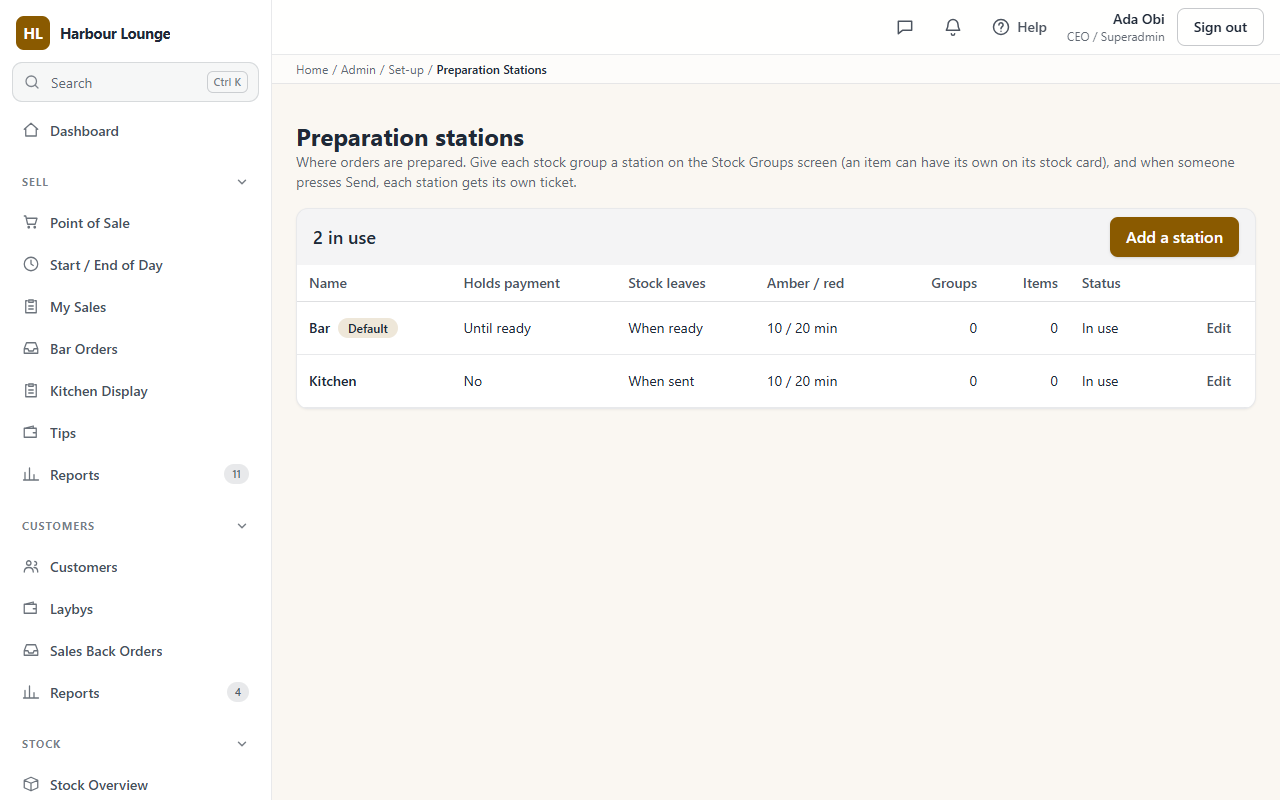 HL Harbour Lounge
Search Ctrl K
Dashboard
SELL
Point of Sale
Start / End of Day
My Sales
Bar Orders
Kitchen Display
Tips
Reports 11
CUSTOMERS
Customers
Laybys
Sales Back Orders
Reports 4
STOCK
Stock Overview
Help
Ada Obi
CEO / Superadmin
Sign out
Home / Admin / Set-up / Preparation Stations
Preparation stations
Where orders are prepared. Give each stock group a station on the Stock Groups screen (an item can have its own on its stock card), and when someone
presses Send, each station gets its own ticket.
2 in use
Add a station
Name Holds payment Stock leaves Amber / red Groups Items Status
Bar Default Until ready When ready 10 / 20 min 0 0 In use Edit
Kitchen No When sent 10 / 20 min 0 0 In use Edit